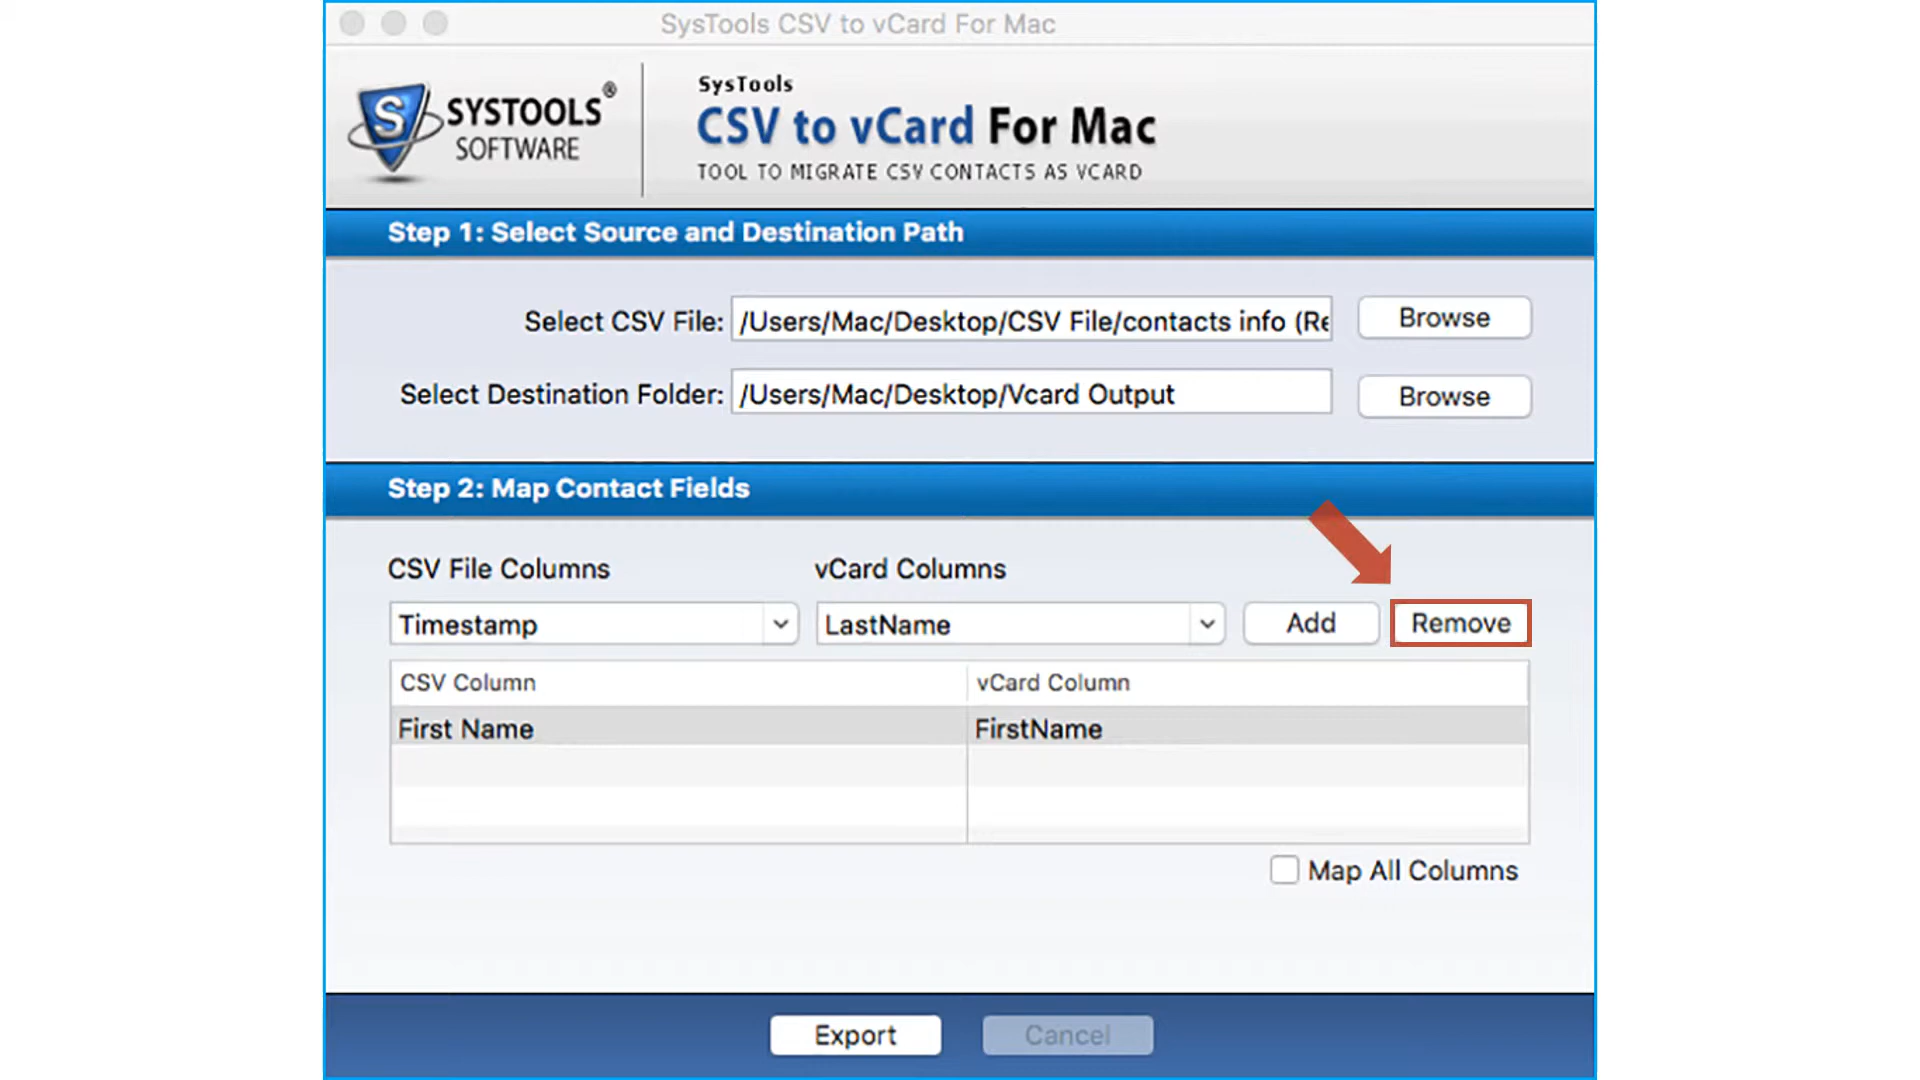 SysTools CSV to vCard For Mac
S SYSTOOLS®
SOFTWARE
SysTools
CSV to vCard For Mac
TOOL TO MIGRATE CSV CONTACTS AS VCARD
Step 1: Select Source and Destination Path
Select CSV File: /Users/Mac/Desktop/CSV File/contacts info (Re Browse
Select Destination Folder: /Users/Mac/Desktop/Vcard Output Browse
Step 2: Map Contact Fields
CSV File Columns vCard Columns
Timestamp LastName Add Remove
CSV Column vCard Column
First Name FirstName
Map All Columns
Export Cancel